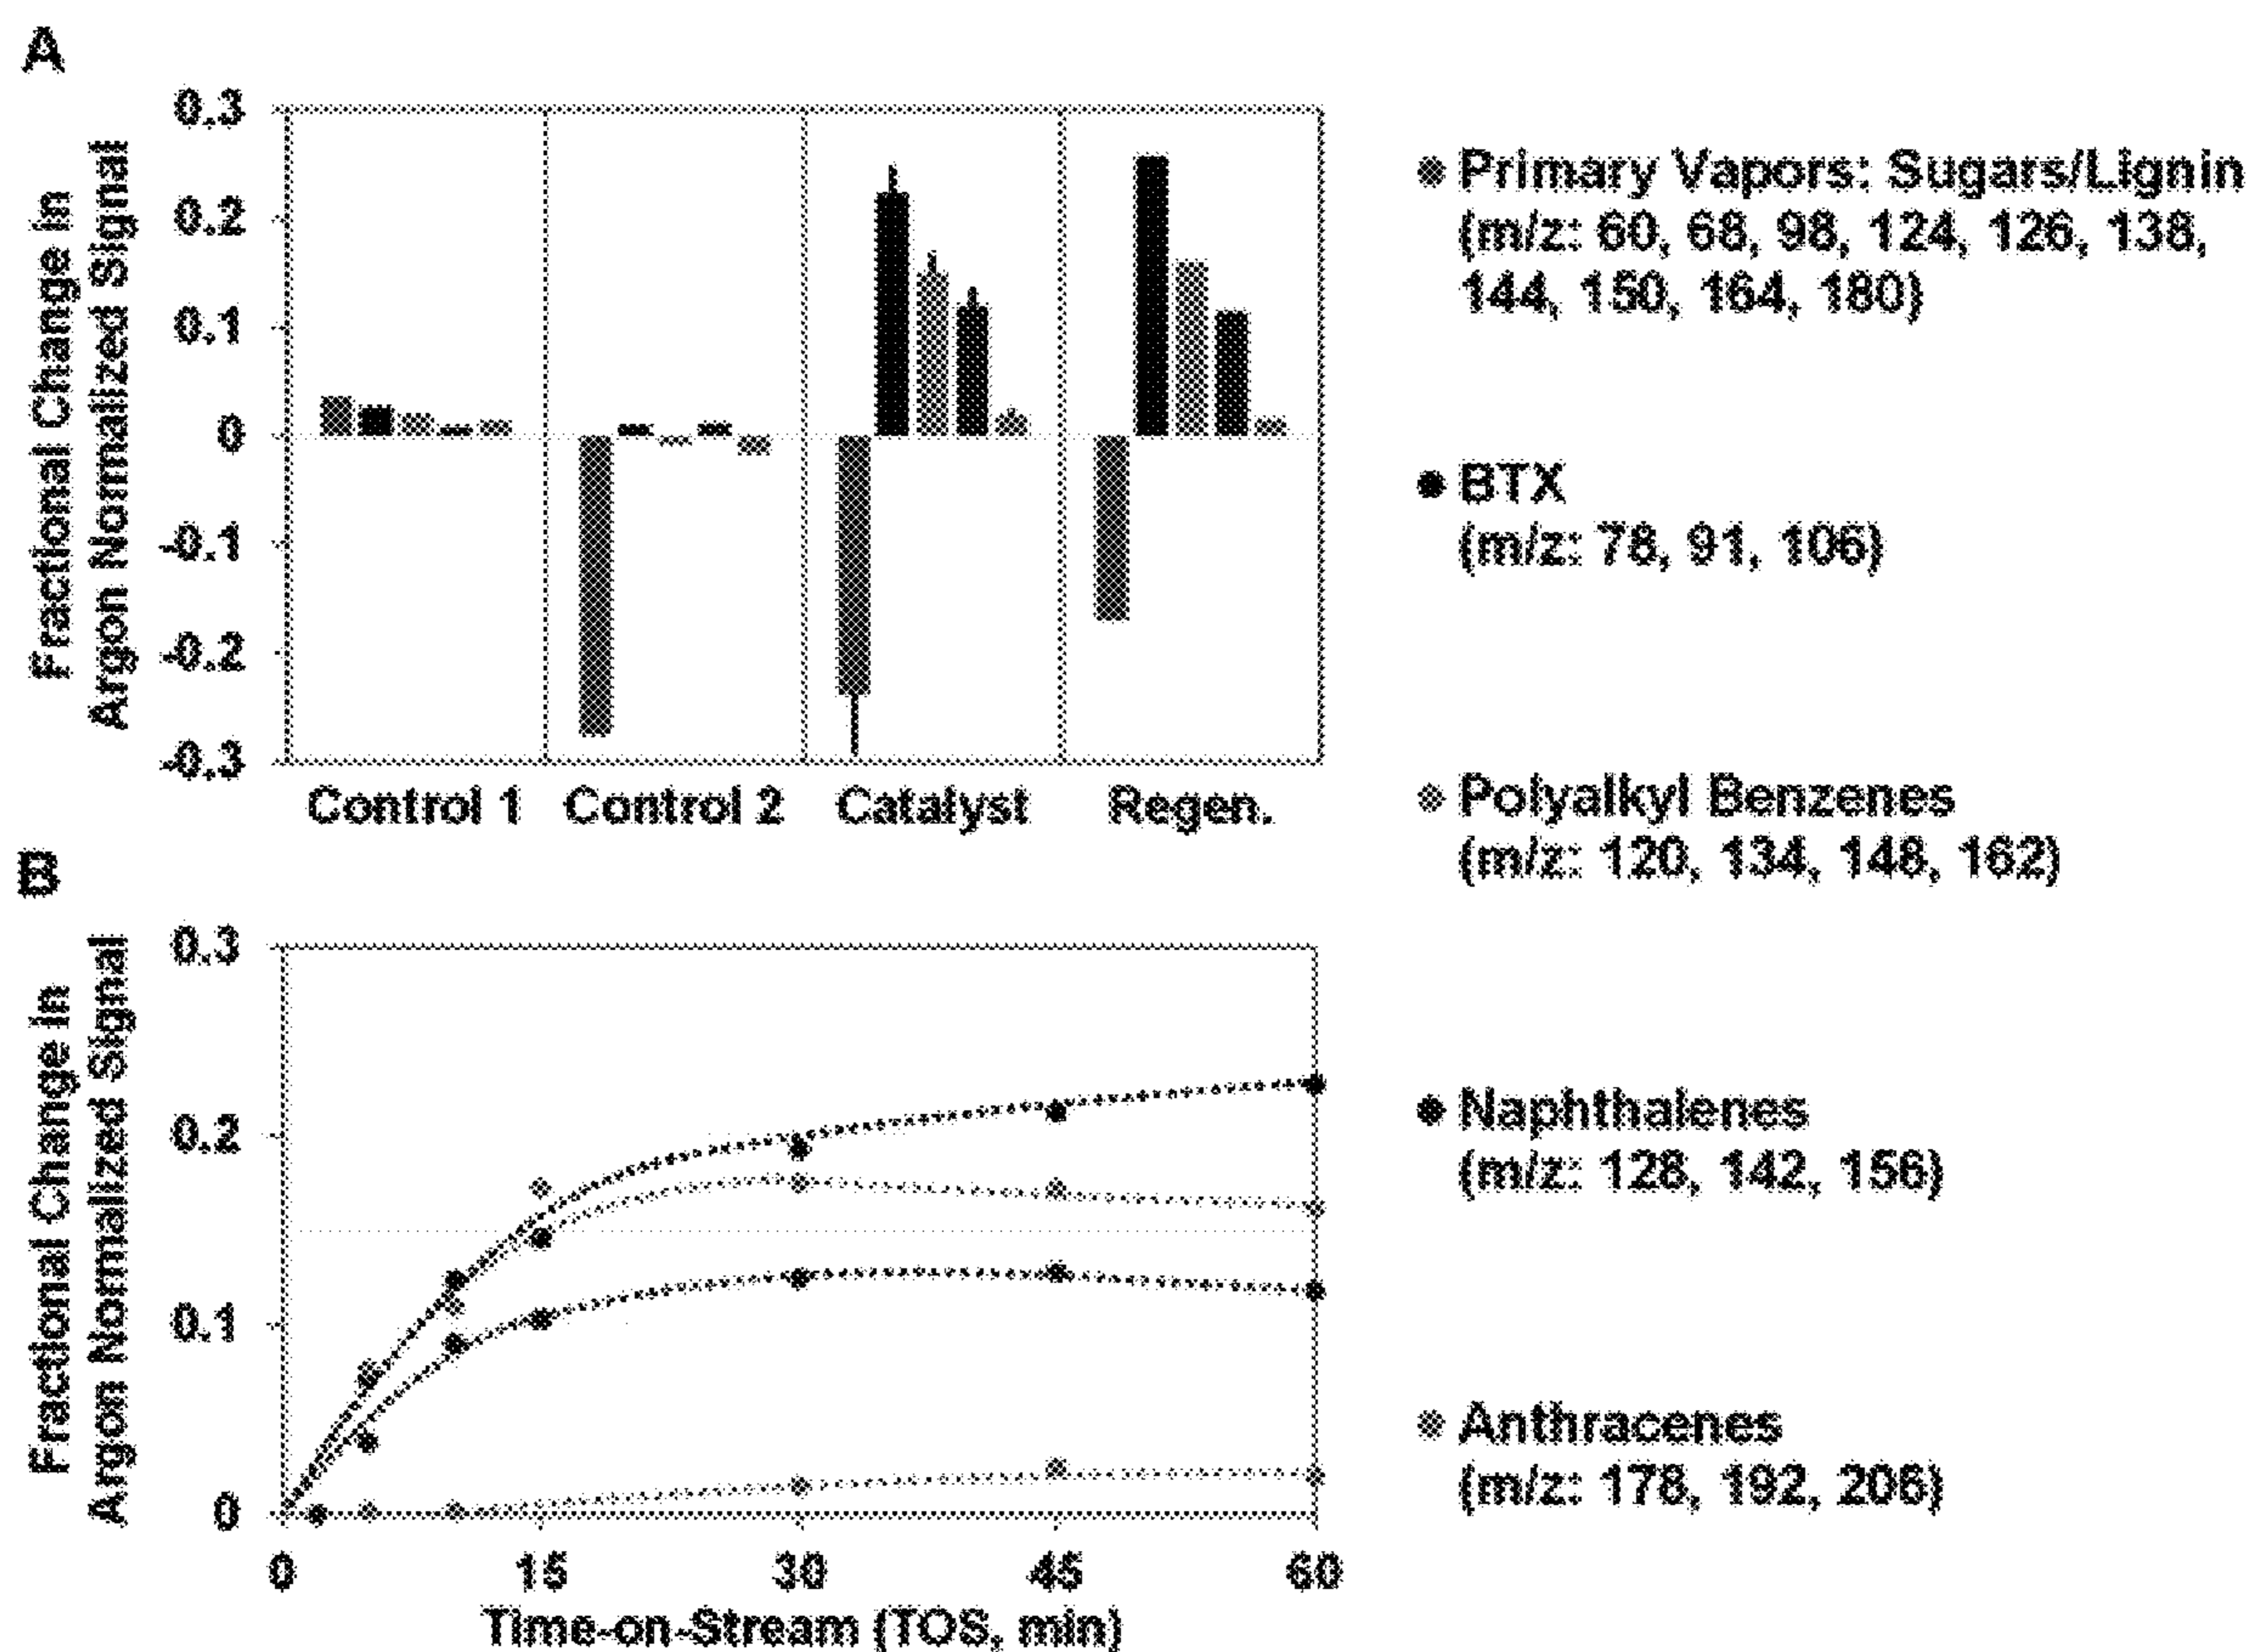 A
Fractional Change in
Argon Normalized Signal
0.3
0.2
0.1
0
-0.1
-0.2
-0.3
Control 1 Control 2 Catalyst Regen.
B
Fractional Change in
Argon Normalized Signal
0.3
0.2
0.1
0
0 15 30 45 60
Time-on-Stream (TOS, min)
Primary Vapors: Sugars/Lignin
(m/z: 60, 68, 98, 124, 126, 138,
144, 150, 164, 180)
BTX
(m/z: 78, 91, 106)
Polyalkyl Benzenes
(m/z: 120, 134, 148, 162)
Naphthalenes
(m/z: 128, 142, 156)
Anthracenes
(m/z: 178, 192, 206)